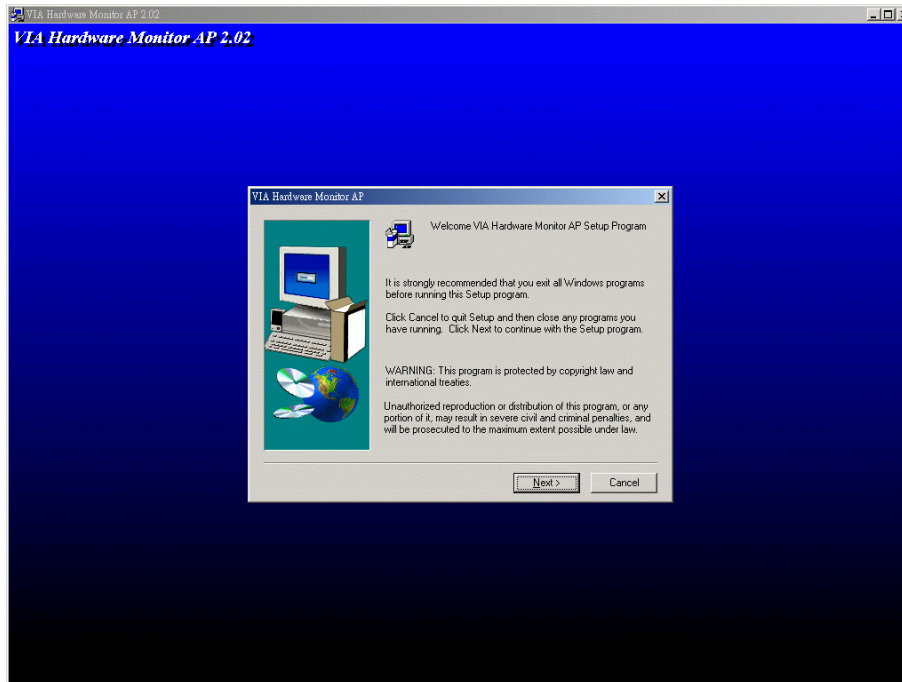 VIA Hardware Monitor AP 2.02
VIA Hardware Monitor AP 2.02
VIA Hardware Monitor AP
Welcome VIA Hardware Monitor AP Setup Program
It is strongly recommended that you exit all Windows programs
before running this Setup program.
Click Cancel to quit Setup and then close any programs you
have running. Click Next to continue with the Setup program.
WARNING: This program is protected by copyright law and
international treaties.
Unauthorized reproduction or distribution of this program, or any
portion of it, may result in severe civil and criminal penalties, and
will be prosecuted to the maximum extent possible under law.
Next > Cancel